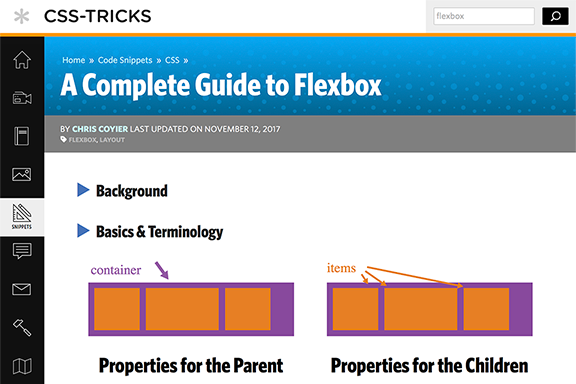 CSS-TRICKS
flexbox
Home » Code Snippets » CSS »
A Complete Guide to Flexbox
BY CHRIS COYIER LAST UPDATED ON NOVEMBER 12, 2017
FLEXBOX, LAYOUT
Background
Basics & Terminology
SNIPPETS
container
items
Properties for the Parent
Properties for the Children